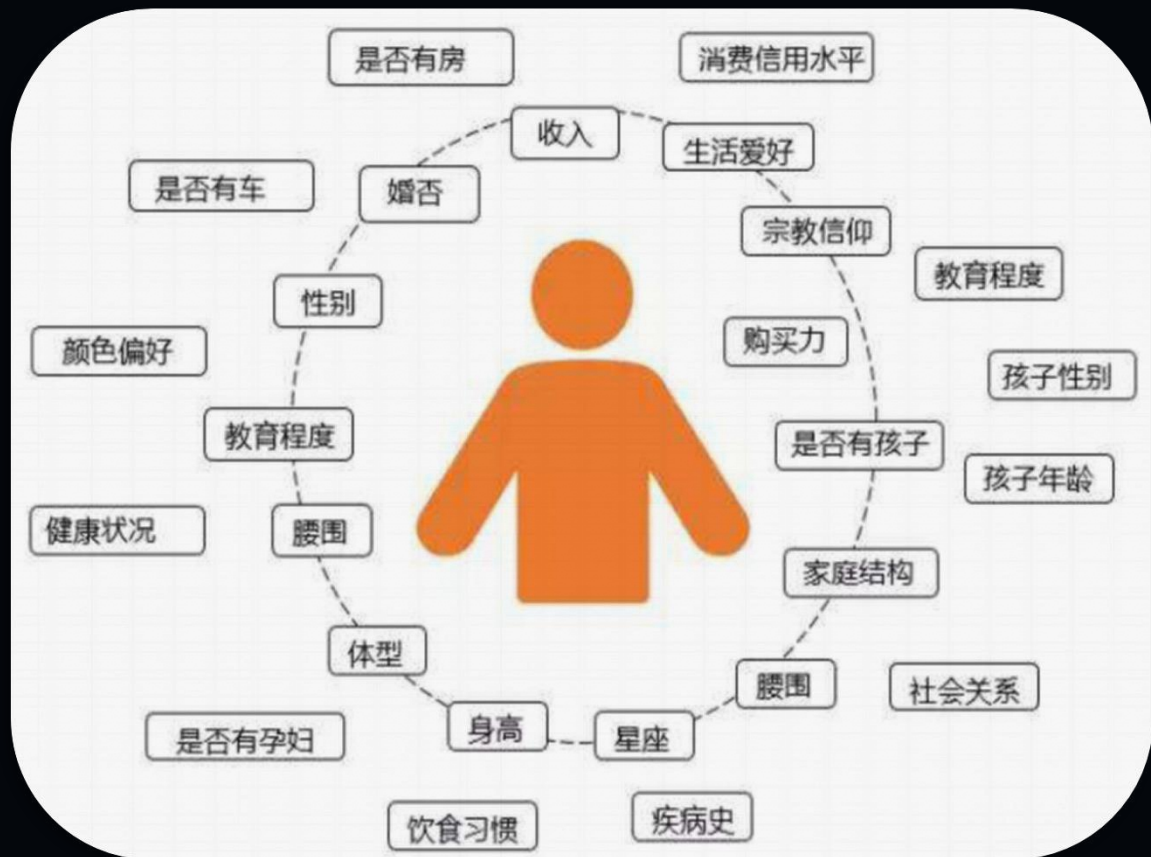 是否有房
消费信用水平
收入
生活爱好
是否有车
婚否
宗教信仰
教育程度
性别
购买力
颜色偏好
孩子性别
教育程度
是否有孩子
孩子年龄
健康状况
腰围
家庭结构
体型
腰围
社会关系
是否有孕妇
身高
星座
饮食习惯
疾病史